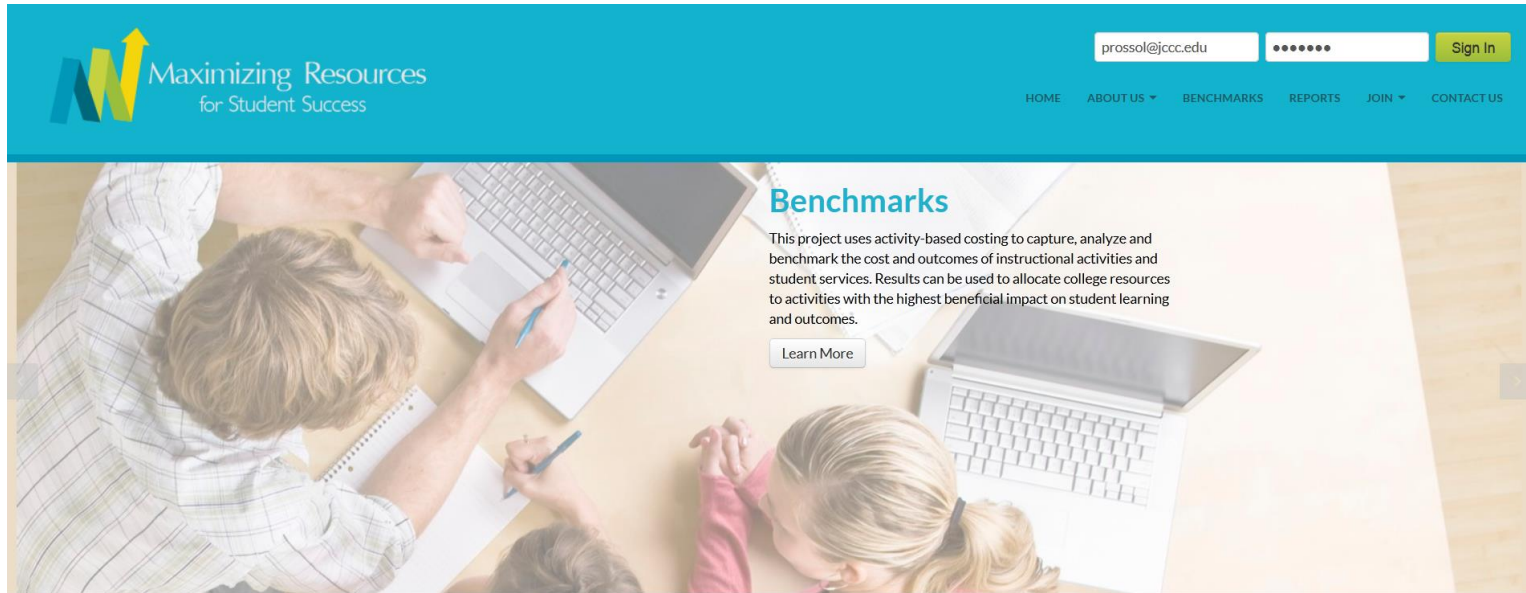 prossol@jccc.edu ••••••• Sign In
Maximizing Resources
for Student Success
HOME ABOUT US BENCHMARKS REPORTS JOIN CONTACT US
Benchmarks
This project uses activity-based costing to capture, analyze and
benchmark the cost and outcomes of instructional activities and
student services. Results can be used to allocate college resources
to activities with the highest beneficial impact on student learning
and outcomes.
Learn More